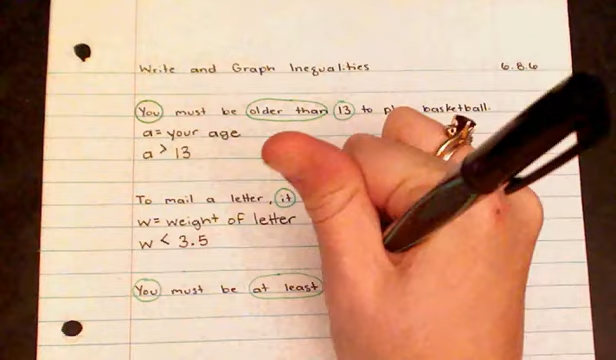 Write and Graph Inequalities 6.8.6
You must be older than 13 to basketball.
a = your age
a > 13
To mail a letter, it
w = weight of letter
w < 3.5
You must be at least